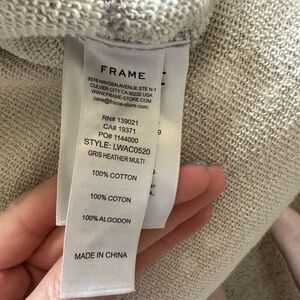 FRAME
3578 HAYDEN AVENUE STE N-1
CULVER CITY CA 90232 USA
WWW.FRAME-STORE.COM
care@frame-store.com
RN# 139021
CA# 19371
PO# 1144000
STYLE: LWAC0520
GRIS HEATHER MULTI
100% COTTON
100% COTON
100% ALGODON
MADE IN CHINA